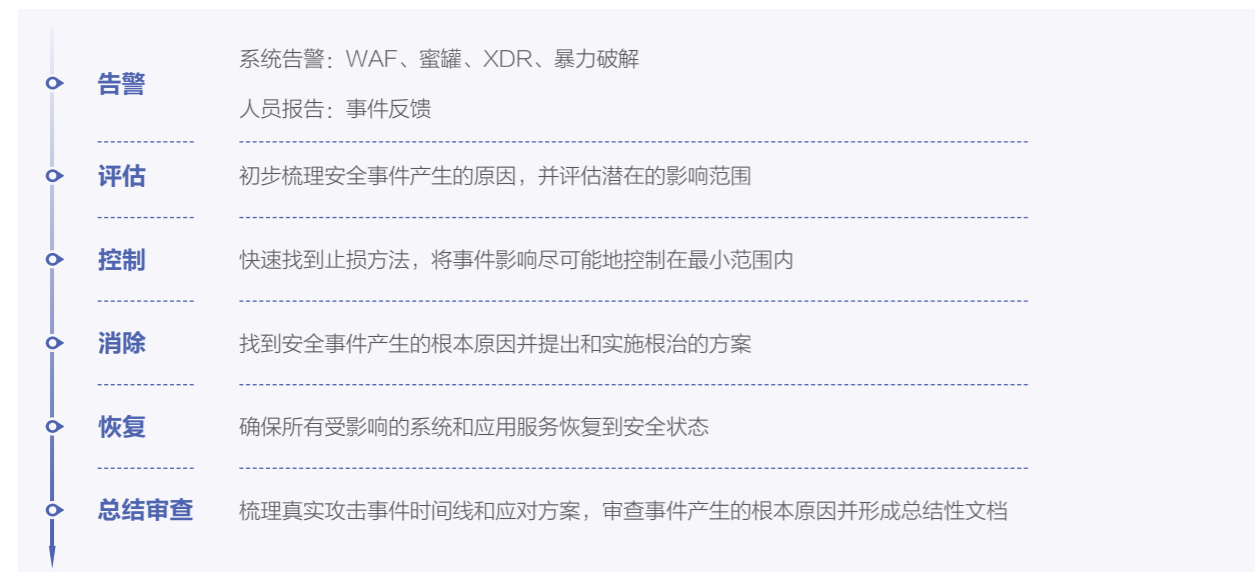 告警
系统告警：WAF、蜜罐、XDR、暴力破解
人员报告：事件反馈
评估
初步梳理安全事件产生的原因，并评估潜在的影响范围
控制
快速找到止损方法，将事件影响尽可能地控制在最小范围内
消除
找到安全事件产生的根本原因并提出和实施根治的方案
恢复
确保所有受影响的系统和应用服务恢复到安全状态
总结审查
梳理真实攻击事件时间线和应对方案，审查事件产生的根本原因并形成总结性文档